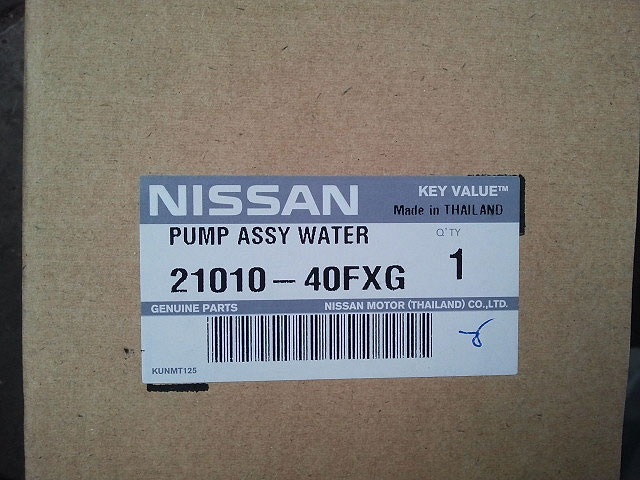 NISSAN
KEY VALUE™
Made in THAILAND
PUMP ASSY WATER
Q'TY
21010-40FXG
1
GENUINE PARTS
NISSAN MOTOR (THAILAND) CO.,LTD.
KUNMT125